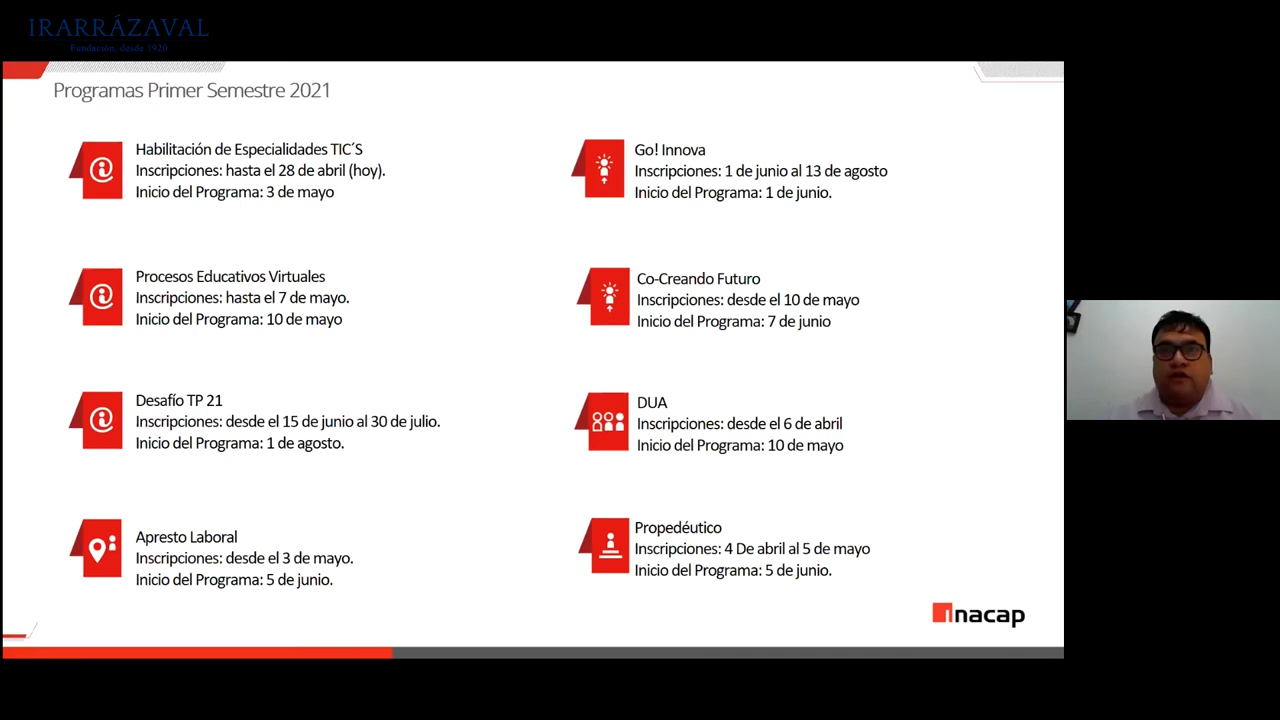 IRARRÁZAVAL
Fundación, desde 1920
Programas Primer Semestre 2021
Habilitación de Especialidades TIC´S
Inscripciones: hasta el 28 de abril (hoy).
Inicio del Programa: 3 de mayo
Procesos Educativos Virtuales
Inscripciones: hasta el 7 de mayo.
Inicio del Programa: 10 de mayo
Desafío TP 21
Inscripciones: desde el 15 de junio al 30 de julio.
Inicio del Programa: 1 de agosto.
Apresto Laboral
Inscripciones: desde el 3 de mayo.
Inicio del Programa: 5 de junio.
Go! Innova
Inscripciones: 1 de junio al 13 de agosto
Inicio del Programa: 1 de junio.
Co-Creando Futuro
Inscripciones: desde el 10 de mayo
Inicio del Programa: 7 de junio
DUA
Inscripciones: desde el 6 de abril
Inicio del Programa: 10 de mayo
Propedéutico
Inscripciones: 4 De abril al 5 de mayo
Inicio del Programa: 5 de junio.
inacap